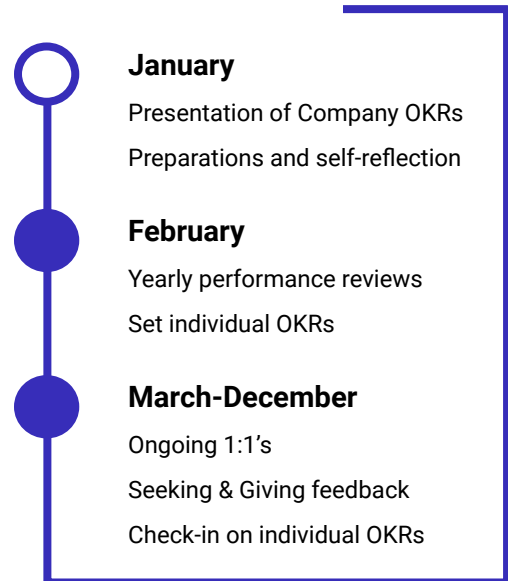 January
Presentation of Company OKRs
Preparations and self-reflection
February
Yearly performance reviews
Set individual OKRs
March-December
Ongoing 1:1’s
Seeking & Giving feedback
Check-in on individual OKRs